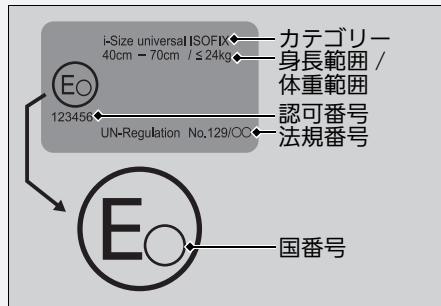 i-Size universal ISOFIX
カテゴリー
40cm – 70cm / ≤ 24kg
身長範囲 /
体重範囲
E○
123456
認可番号
UN-Regulation No.129/○○
法規番号
E○
国番号